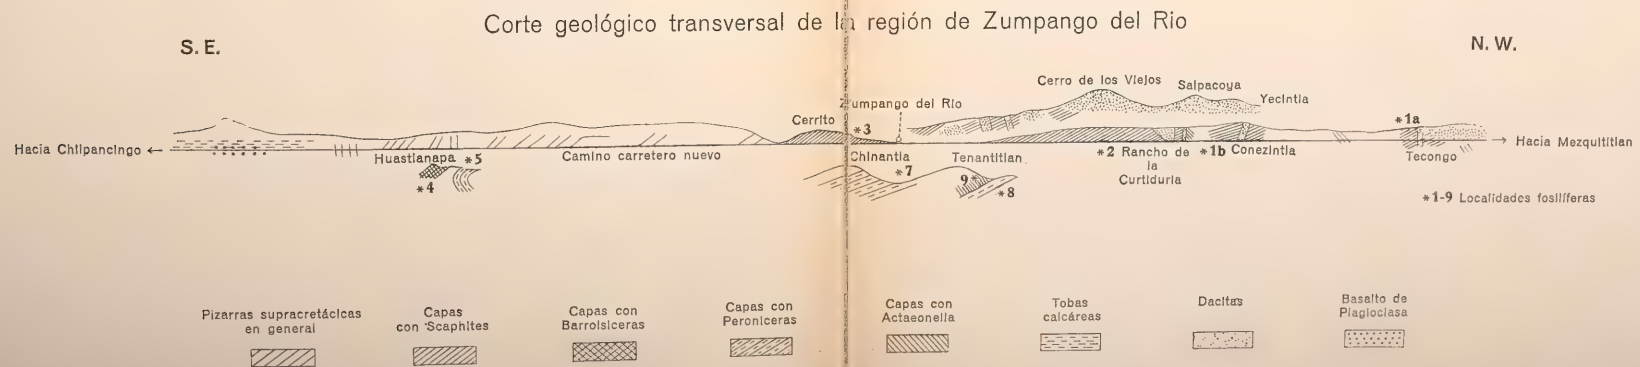 Corte geológico transversal de la región de Zumpango del Rio
S. E.
N. W.
Cerro de los Viejos
Salpacoya
Yecintla
Zumpango del Rio
Cerrito
*3
*1a
Hacia Chilpancingo ←
→ Hacia Mezquititlan
Huastianapa *5
Camino carretero nuevo
Chinantla
Tenantitlan
*2 Rancho de
la
Curtiduria
*1b Conezintla
Tecongo
*4
*7
9*
*8
*1-9 Localidades fosilíferas
Pizarras supracretácicas
en general
Capas
con Scaphites
Capas con
Barroisiceras
Capas con
Peroniceras
Capas con
Actaeonella
Tobas
calcáreas
Dacitas
Basalto de
Plagioclasa